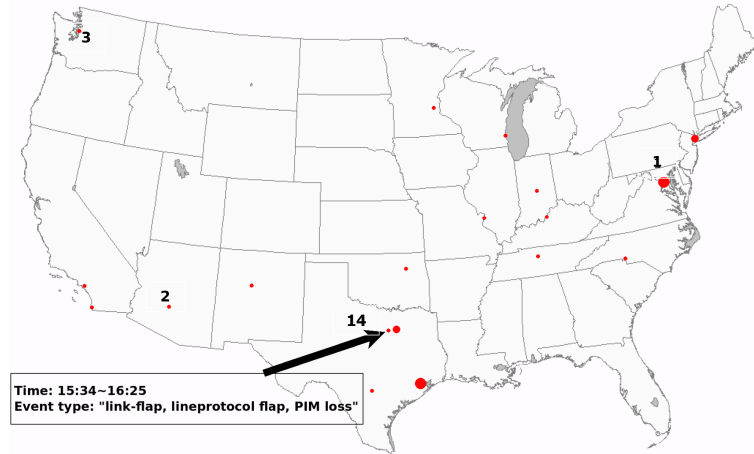 3
1
2
14
Time: 15:34~16:25
Event type: "link-flap, lineprotocol flap, PIM loss"